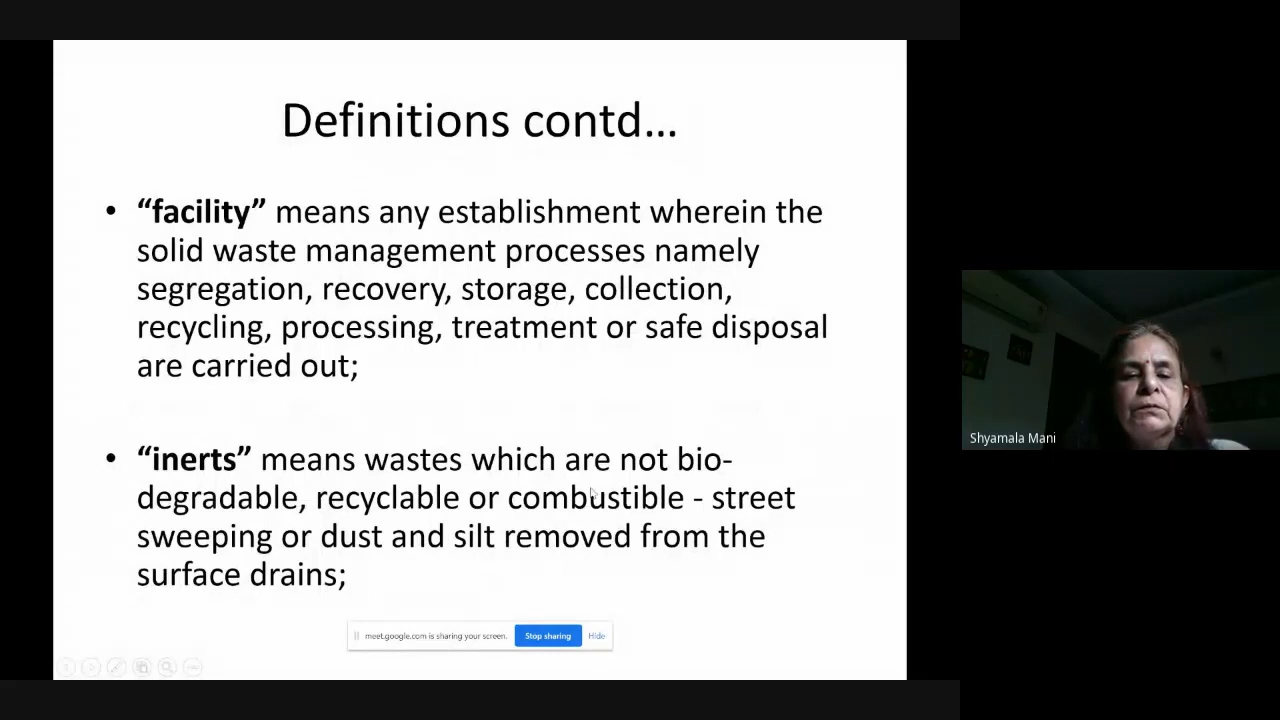 Definitions contd...
• “facility” means any establishment wherein the
solid waste management processes namely
segregation, recovery, storage, collection,
recycling, processing, treatment or safe disposal
are carried out;
• “inerts” means wastes which are not bio-
degradable, recyclable or combustible - street
sweeping or dust and silt removed from the
surface drains;
meet.google.com is sharing your screen. Stop sharing Hide
Shyamala Mani